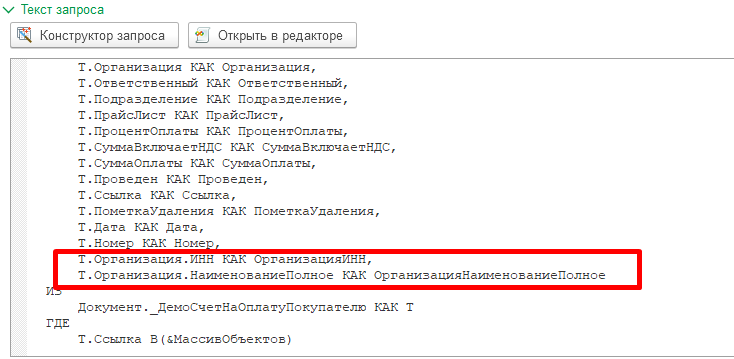 Текст запроса
Конструктор запроса Открыть в редакторе
Т.Организация КАК Организация,
Т.Ответственный КАК Ответственный,
Т.Подразделение КАК Подразделение,
Т.ПрайсЛист КАК ПрайсЛист,
Т.ПроцентОплаты КАК ПроцентОплаты,
Т.СуммаВключаетНДС КАК СуммаВключаетНДС,
Т.СуммаОплаты КАК СуммаОплаты,
Т.Проведен КАК Проведен,
Т.Ссылка КАК Ссылка,
Т.ПометкаУдаления КАК ПометкаУдаления,
Т.Дата КАК Дата,
Т.Номер КАК Номер,
Т.Организация.ИНН КАК ОрганизацияИНН,
Т.Организация.НаименованиеПолное КАК ОрганизацияНаименованиеПолное
ИЗ
Документ._ДемоСчетНаОплатуПокупателю КАК Т
ГДЕ
Т.Ссылка В(&МассивОбъектов)